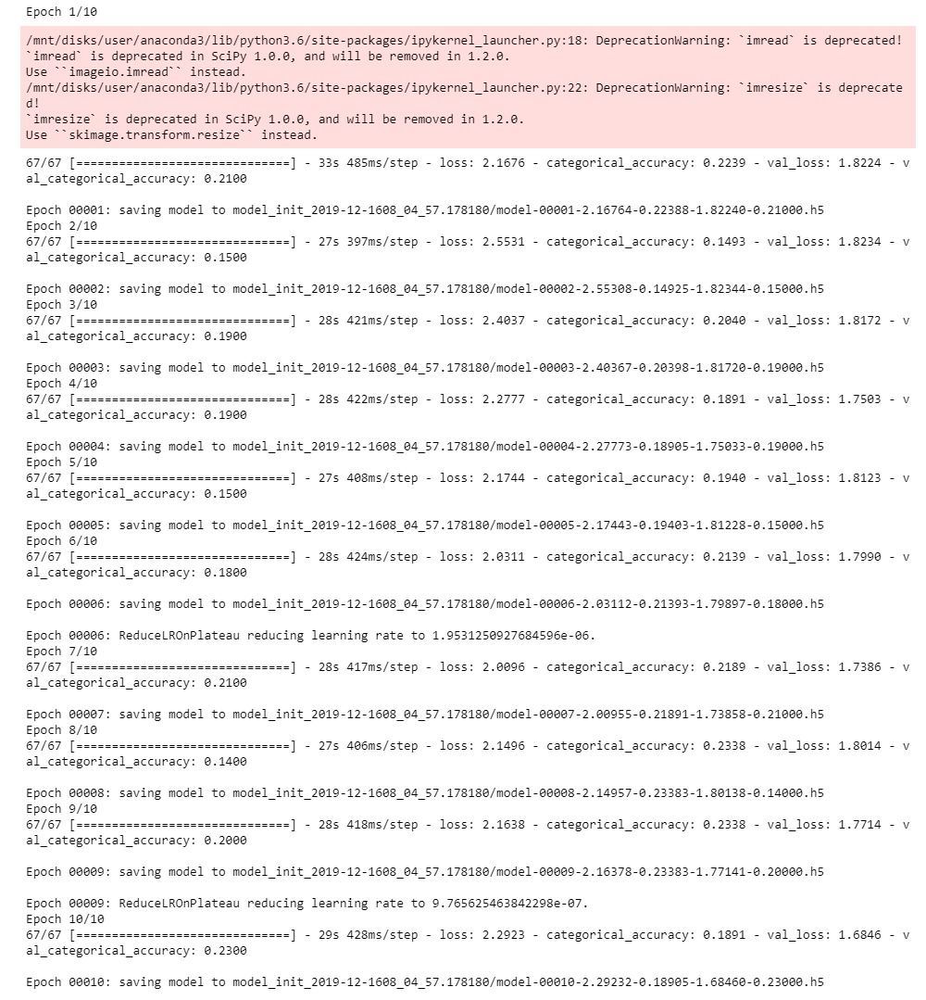 Epoch 1/10
/mnt/disks/user/anaconda3/lib/python3.6/site-packages/ipykernel_launcher.py:18: DeprecationWarning: `imread` is deprecated!
`imread` is deprecated in SciPy 1.0.0, and will be removed in 1.2.0.
Use ``imageio.imread`` instead.
/mnt/disks/user/anaconda3/lib/python3.6/site-packages/ipykernel_launcher.py:22: DeprecationWarning: `imresize` is deprecate
d!
`imresize` is deprecated in SciPy 1.0.0, and will be removed in 1.2.0.
Use ``skimage.transform.resize`` instead.
67/67 [==============================] - 33s 485ms/step - loss: 2.1676 - categorical_accuracy: 0.2239 - val_loss: 1.8224 - v
al_categorical_accuracy: 0.2100
Epoch 00001: saving model to model_init_2019-12-1608_04_57.178180/model-00001-2.16764-0.22388-1.82240-0.21000.h5
Epoch 2/10
67/67 [==============================] - 27s 397ms/step - loss: 2.5531 - categorical_accuracy: 0.1493 - val_loss: 1.8234 - v
al_categorical_accuracy: 0.1500
Epoch 00002: saving model to model_init_2019-12-1608_04_57.178180/model-00002-2.55308-0.14925-1.82344-0.15000.h5
Epoch 3/10
67/67 [==============================] - 28s 421ms/step - loss: 2.4037 - categorical_accuracy: 0.2040 - val_loss: 1.8172 - v
al_categorical_accuracy: 0.1900
Epoch 00003: saving model to model_init_2019-12-1608_04_57.178180/model-00003-2.40367-0.20398-1.81720-0.19000.h5
Epoch 4/10
67/67 [==============================] - 28s 422ms/step - loss: 2.2777 - categorical_accuracy: 0.1891 - val_loss: 1.7503 - v
al_categorical_accuracy: 0.1900
Epoch 00004: saving model to model_init_2019-12-1608_04_57.178180/model-00004-2.27773-0.18905-1.75033-0.19000.h5
Epoch 5/10
67/67 [==============================] - 27s 408ms/step - loss: 2.1744 - categorical_accuracy: 0.1940 - val_loss: 1.8123 - v
al_categorical_accuracy: 0.1500
Epoch 00005: saving model to model_init_2019-12-1608_04_57.178180/model-00005-2.17443-0.19403-1.81228-0.15000.h5
Epoch 6/10
67/67 [==============================] - 28s 424ms/step - loss: 2.0311 - categorical_accuracy: 0.2139 - val_loss: 1.7990 - v
al_categorical_accuracy: 0.1800
Epoch 00006: saving model to model_init_2019-12-1608_04_57.178180/model-00006-2.03112-0.21393-1.79897-0.18000.h5
Epoch 00006: ReduceLROnPlateau reducing learning rate to 1.9531250927684596e-06.
Epoch 7/10
67/67 [==============================] - 28s 417ms/step - loss: 2.0096 - categorical_accuracy: 0.2189 - val_loss: 1.7386 - v
al_categorical_accuracy: 0.2100
Epoch 00007: saving model to model_init_2019-12-1608_04_57.178180/model-00007-2.00955-0.21891-1.73858-0.21000.h5
Epoch 8/10
67/67 [==============================] - 27s 406ms/step - loss: 2.1496 - categorical_accuracy: 0.2338 - val_loss: 1.8014 - v
al_categorical_accuracy: 0.1400
Epoch 00008: saving model to model_init_2019-12-1608_04_57.178180/model-00008-2.14957-0.23383-1.80138-0.14000.h5
Epoch 9/10
67/67 [==============================] - 28s 418ms/step - loss: 2.1638 - categorical_accuracy: 0.2338 - val_loss: 1.7714 - v
al_categorical_accuracy: 0.2000
Epoch 00009: saving model to model_init_2019-12-1608_04_57.178180/model-00009-2.16378-0.23383-1.77141-0.20000.h5
Epoch 00009: ReduceLROnPlateau reducing learning rate to 9.765625463842298e-07.
Epoch 10/10
67/67 [==============================] - 29s 428ms/step - loss: 2.2923 - categorical_accuracy: 0.1891 - val_loss: 1.6846 - v
al_categorical_accuracy: 0.2300
Epoch 00010: saving model to model_init_2019-12-1608_04_57.178180/model-00010-2.29232-0.18905-1.68460-0.23000.h5